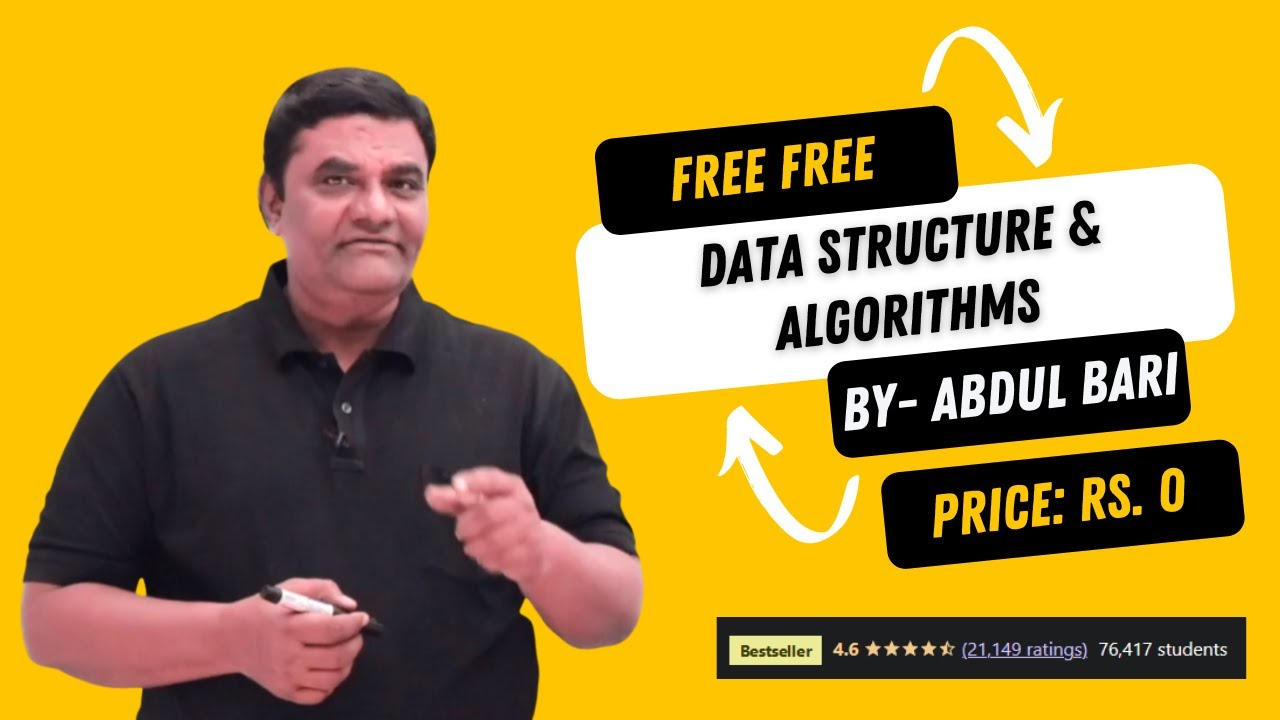 FREE FREE
DATA STRUCTURE &
ALGORITHMS
BY- ABDUL BARI
PRICE: RS. 0
Bestseller 4.6 ★★★★⯪ (21,149 ratings) 76,417 students